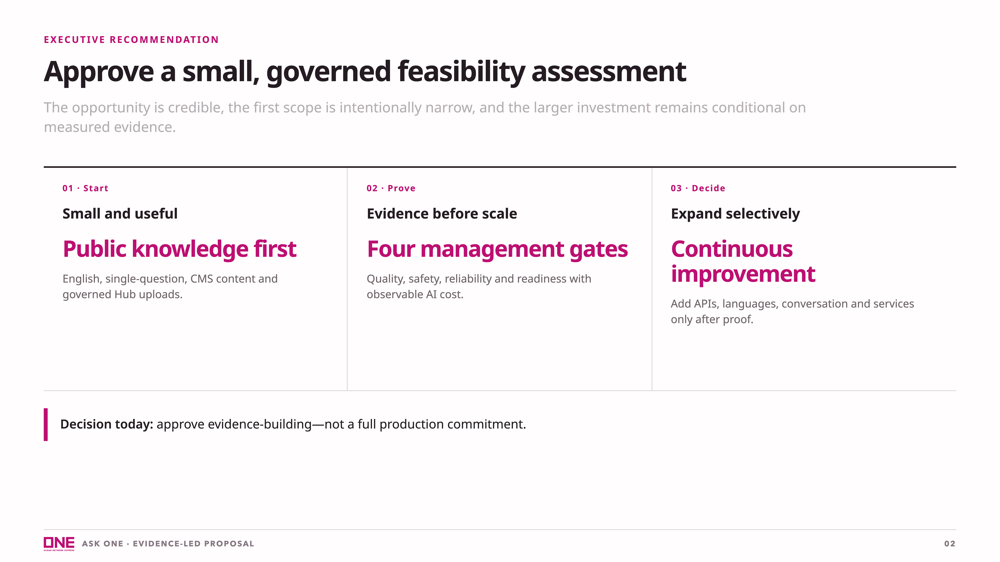 EXECUTIVE RECOMMENDATION
Approve a small, governed feasibility assessment
The opportunity is credible, the first scope is intentionally narrow, and the larger investment remains conditional on
measured evidence.
01 · Start
Small and useful
Public knowledge first
English, single-question, CMS content and
governed Hub uploads.
02 · Prove
Evidence before scale
Four management gates
Quality, safety, reliability and readiness with
observable AI cost.
03 · Decide
Expand selectively
Continuous
improvement
Add APIs, languages, conversation and services
only after proof.
Decision today: approve evidence-building—not a full production commitment.
ONE
OCEAN NETWORK EXPRESS
ASK ONE · EVIDENCE-LED PROPOSAL
02